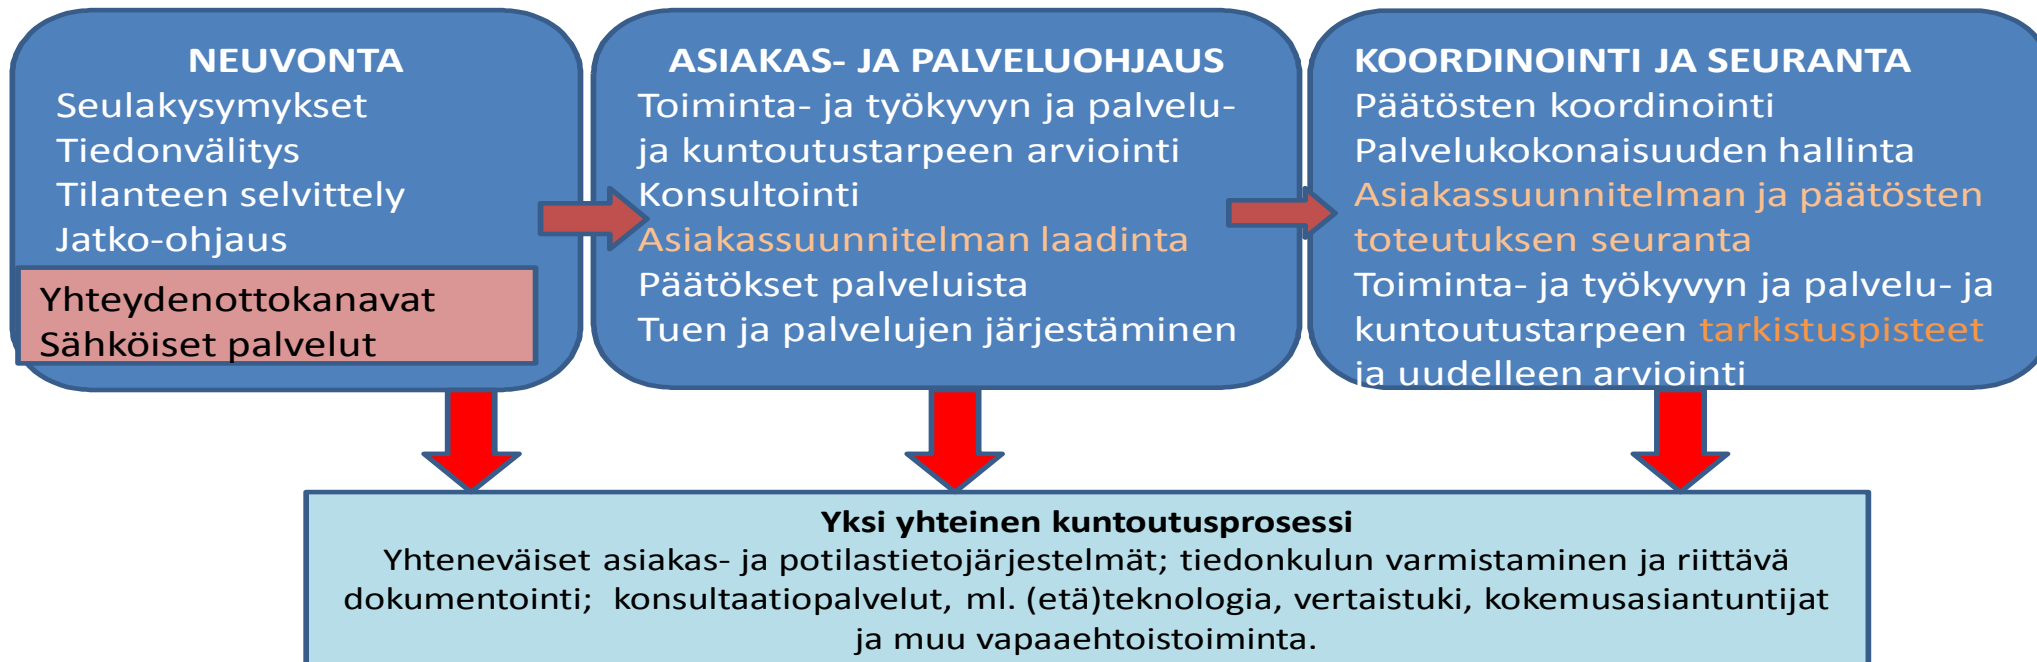 NEUVONTA
Seulakysymykset
Tiedonvälitys
Tilanteen selvittely
Jatko-ohjaus
Yhteydenottokanavat
Sähköiset palvelut
ASIAKAS- JA PALVELUOHJAUS
Toiminta- ja työkyvyn ja palvelu-
ja kuntoutustarpeen arviointi
Konsultointi
Asiakassuunnitelman laadinta
Päätökset palveluista
Tuen ja palvelujen järjestäminen
KOORDINOINTI JA SEURANTA
Päätösten koordinointi
Palvelukokonaisuuden hallinta
Asiakassuunnitelman ja päätösten
toteutuksen seuranta
Toiminta- ja työkyvyn ja palvelu- ja
kuntoutustarpeen tarkistuspisteet
ja uudelleen arviointi
Yksi yhteinen kuntoutusprosessi
Yhteneväiset asiakas- ja potilastietojärjestelmät; tiedonkulun varmistaminen ja riittävä
dokumentointi; konsultaatiopalvelut, ml. (etä)teknologia, vertaistuki, kokemusasiantuntijat
ja muu vapaaehtoistoiminta.